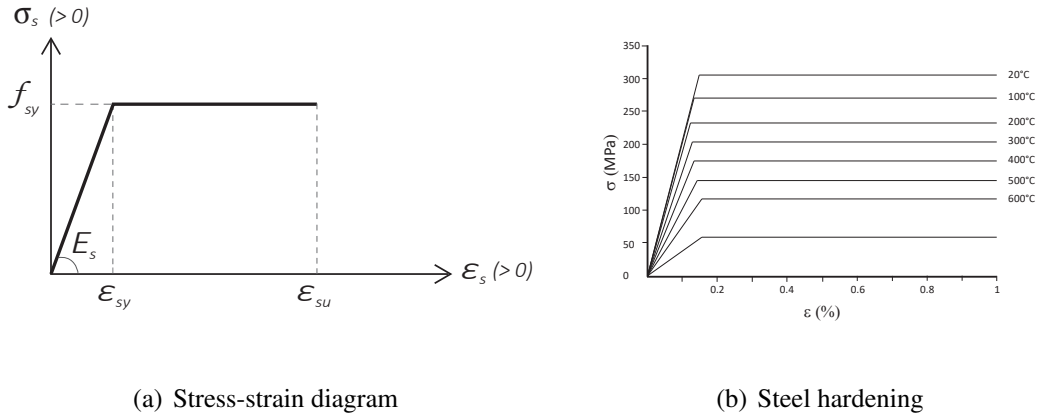 σs (> 0)
fsy
Es
εs (> 0)
εsy
εsu
350
300
250
200
150
100
50
0
σ (MPa)
20°C
100°C
200°C
300°C
400°C
500°C
600°C
0.2
0.4
0.6
0.8
1
ε (%)
(a) Stress-strain diagram
(b) Steel hardening